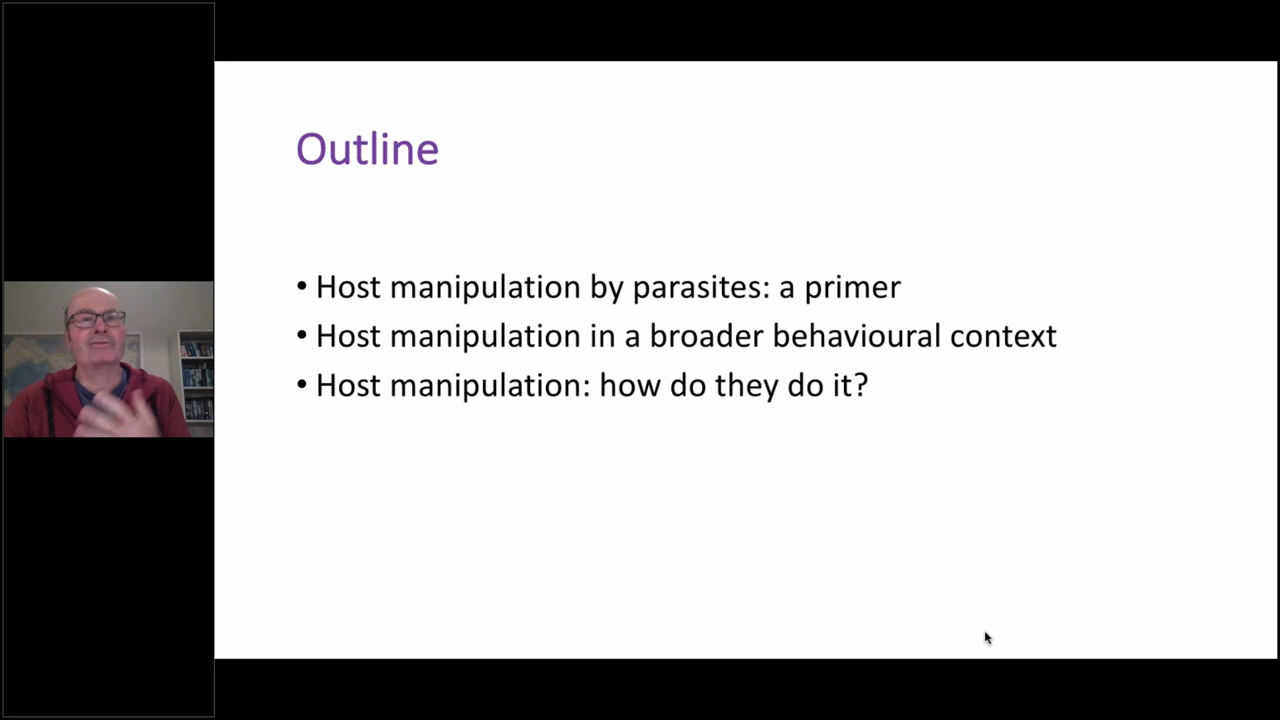 Outline
• Host manipulation by parasites: a primer
• Host manipulation in a broader behavioural context
• Host manipulation: how do they do it?